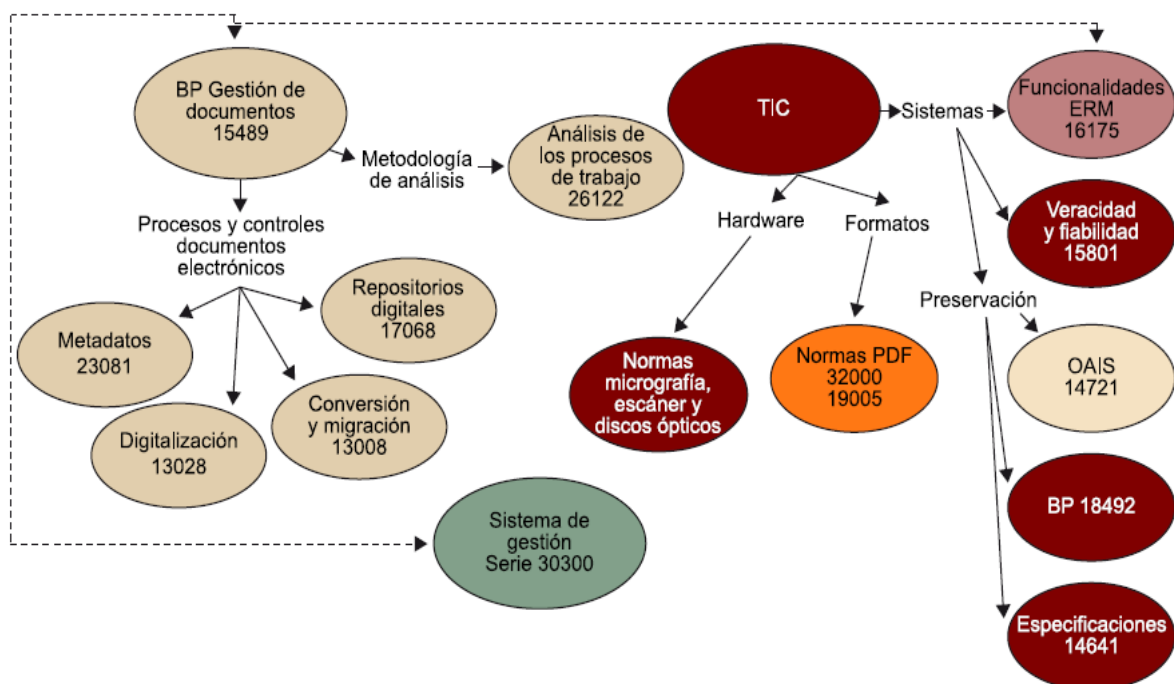 BP Gestión de
documentos
15489
Metodología
de análisis
Análisis de
los procesos
de trabajo
26122
Procesos y controles
documentos
electrónicos
Metadatos
23081
Digitalización
13028
Conversión
y migración
13008
Repositorios
digitales
17068
Sistema de
gestión
Serie 30300
TIC
Sistemas
Funcionalidades
ERM
16175
Veracidad
y fiabilidad
15801
Hardware
Formatos
Normas
micrografía,
escáner y
discos ópticos
Normas PDF
32000
19005
Preservación
OAIS
14721
BP 18492
Especificaciones
14641